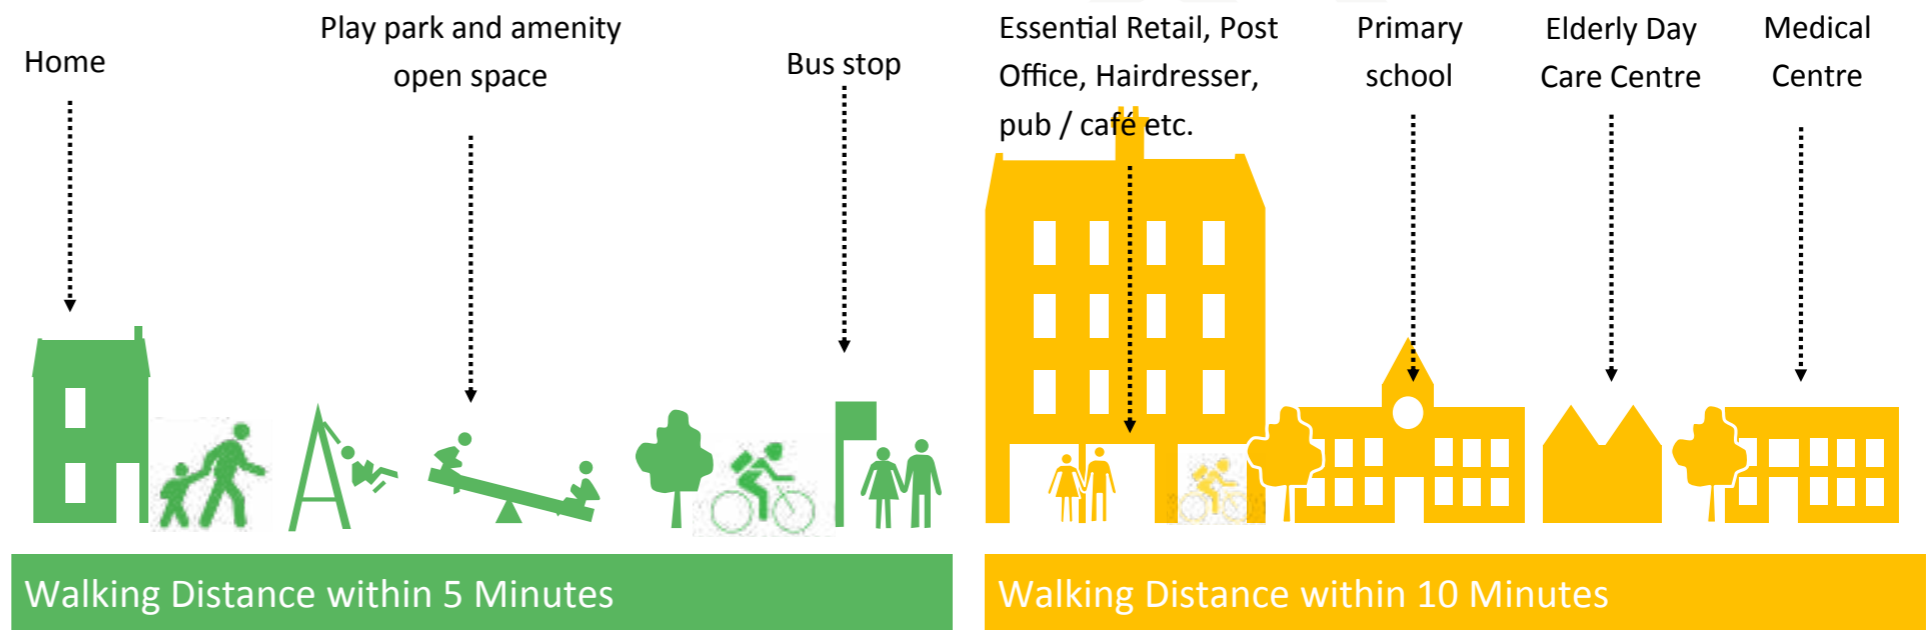 Home
Play park and amenity
open space
Bus stop
Essential Retail, Post
Office, Hairdresser,
pub / café etc.
Primary
school
Elderly Day
Care Centre
Medical
Centre
Walking Distance within 5 Minutes
Walking Distance within 10 Minutes